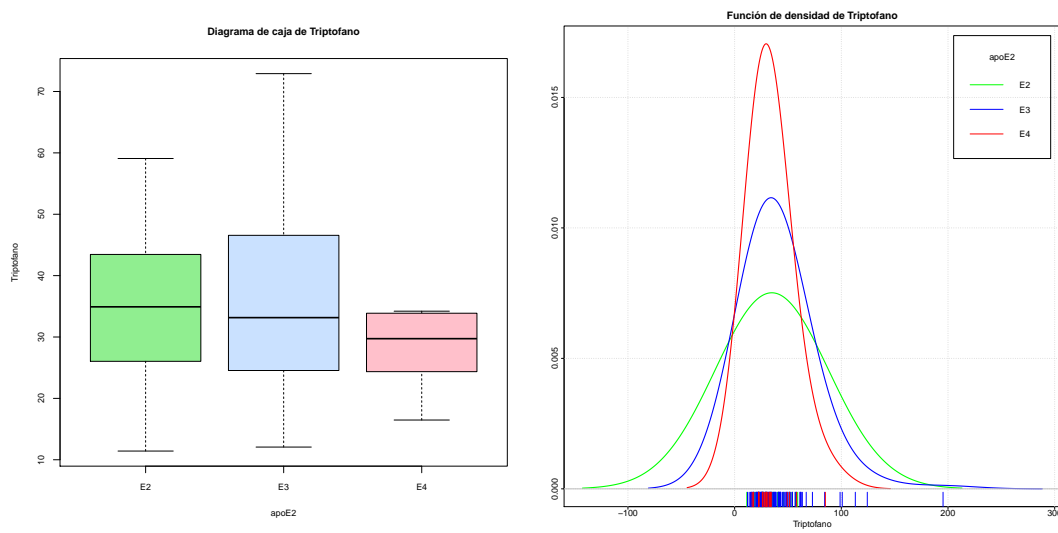 Diagrama de caja de Triptofano
Triptofano
70
60
50
40
30
20
10
E2
E3
E4
apoE2
Función de densidad de Triptofano
0.015
0.010
0.005
0.000
apoE2
E2
E3
E4
−100
0
100
200
300
Triptofano